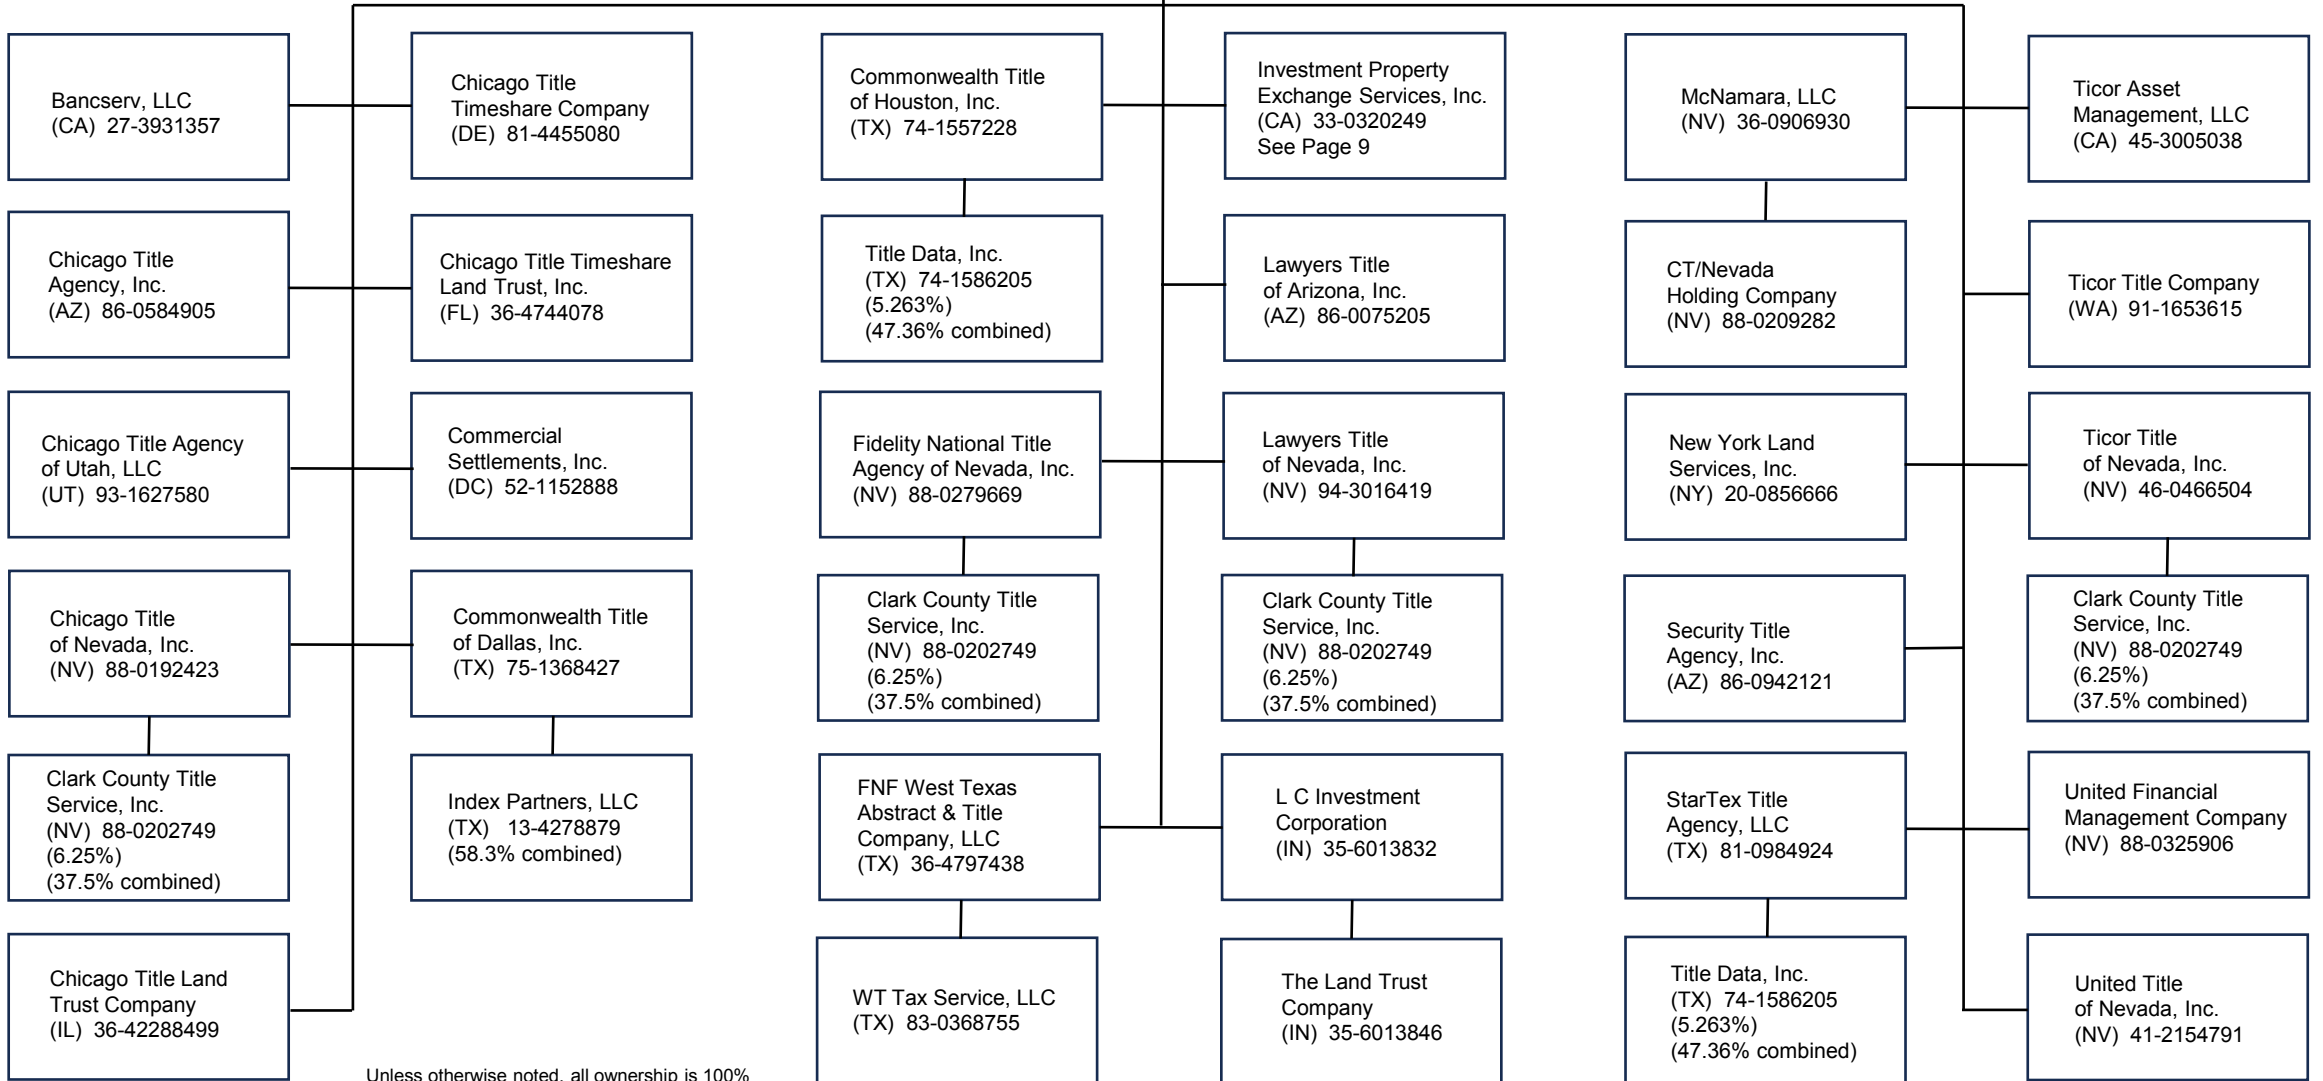 Bancserv, LLC
(CA) 27-3931357
Chicago Title
Agency, Inc.
(AZ) 86-0584905
Chicago Title Agency
of Utah, LLC
(UT) 93-1627580
Chicago Title
of Nevada, Inc.
(NV) 88-0192423
Clark County Title
Service, Inc.
(NV) 88-0202749
(6.25%)
(37.5% combined)
Chicago Title Land
Trust Company
(IL) 36-42288499
Chicago Title
Timeshare Company
(DE) 81-4455080
Chicago Title Timeshare
Land Trust, Inc.
(FL) 36-4744078
Commercial
Settlements, Inc.
(DC) 52-1152888
Commonwealth Title
of Dallas, Inc.
(TX) 75-1368427
Index Partners, LLC
(TX) 13-4278879
(58.3% combined)
Unless otherwise noted, all ownership is 100%
Commonwealth Title
of Houston, Inc.
(TX) 74-1557228
Title Data, Inc.
(TX) 74-1586205
(5.263%)
(47.36% combined)
Fidelity National Title
Agency of Nevada, Inc.
(NV) 88-0279669
Clark County Title
Service, Inc.
(NV) 88-0202749
(6.25%)
(37.5% combined)
FNF West Texas
Abstract & Title
Company, LLC
(TX) 36-4797438
WT Tax Service, LLC
(TX) 83-0368755
Investment Property
Exchange Services, Inc.
(CA) 33-0320249
See Page 9
Lawyers Title
of Arizona, Inc.
(AZ) 86-0075205
Lawyers Title
of Nevada, Inc.
(NV) 94-3016419
Clark County Title
Service, Inc.
(NV) 88-0202749
(6.25%)
(37.5% combined)
L C Investment
Corporation
(IN) 35-6013832
The Land Trust
Company
(IN) 35-6013846
McNamara, LLC
(NV) 36-0906930
CT/Nevada
Holding Company
(NV) 88-0209282
New York Land
Services, Inc.
(NY) 20-0856666
Security Title
Agency, Inc.
(AZ) 86-0942121
StarTex Title
Agency, LLC
(TX) 81-0984924
Title Data, Inc.
(TX) 74-1586205
(5.263%)
(47.36% combined)
Ticor Asset
Management, LLC
(CA) 45-3005038
Ticor Title Company
(WA) 91-1653615
Ticor Title
of Nevada, Inc.
(NV) 46-0466504
Clark County Title
Service, Inc.
(NV) 88-0202749
(6.25%)
(37.5% combined)
United Financial
Management Company
(NV) 88-0325906
United Title
of Nevada, Inc.
(NV) 41-2154791